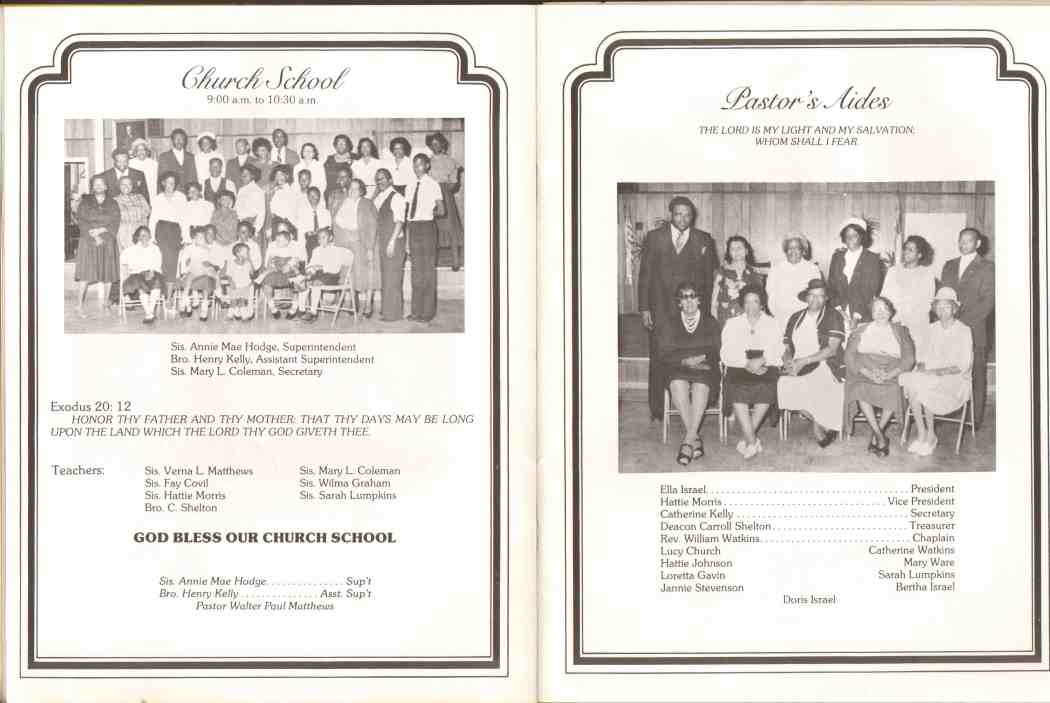 Church School
9:00 a.m. to 10:30 a.m.
Sis. Annie Mae Hodge, Superintendent
Bro. Henry Kelly, Assistant Superintendent
Sis. Mary L. Coleman, Secretary
Exodus 20: 12
HONOR THY FATHER AND THY MOTHER: THAT THY DAYS MAY BE LONG
UPON THE LAND WHICH THE LORD THY GOD GIVETH THEE.
Teachers:
Sis. Verna L. Matthews Sis. Mary L. Coleman
Sis. Fay Covil Sis. Wilma Graham
Sis. Hattie Morris Sis. Sarah Lumpkins
Bro. C. Shelton
GOD BLESS OUR CHURCH SCHOOL
Sis. Annie Mae Hodge. . . . . . . . . . . . . . Sup't
Bro. Henry Kelly . . . . . . . . . . . . . . Asst. Sup't
Pastor Walter Paul Matthews
Pastor's Aides
THE LORD IS MY LIGHT AND MY SALVATION;
WHOM SHALL I FEAR.
Ella Israel. . . . . . . . . . . . . . . . . . . . President
Hattie Morris . . . . . . . . . . . . . . . . . . . . Vice President
Catherine Kelly . . . . . . . . . . . . . . . . . . . . Secretary
Deacon Carroll Shelton . . . . . . . . . . . . . . . . . . . . Treasurer
Rev. William Watkins. . . . . . . . . . . . . . . . . . . . Chaplain
Lucy Church Catherine Watkins
Hattie Johnson Mary Ware
Loretta Gavin Sarah Lumpkins
Jannie Stevenson Bertha Israel
Doris Israel